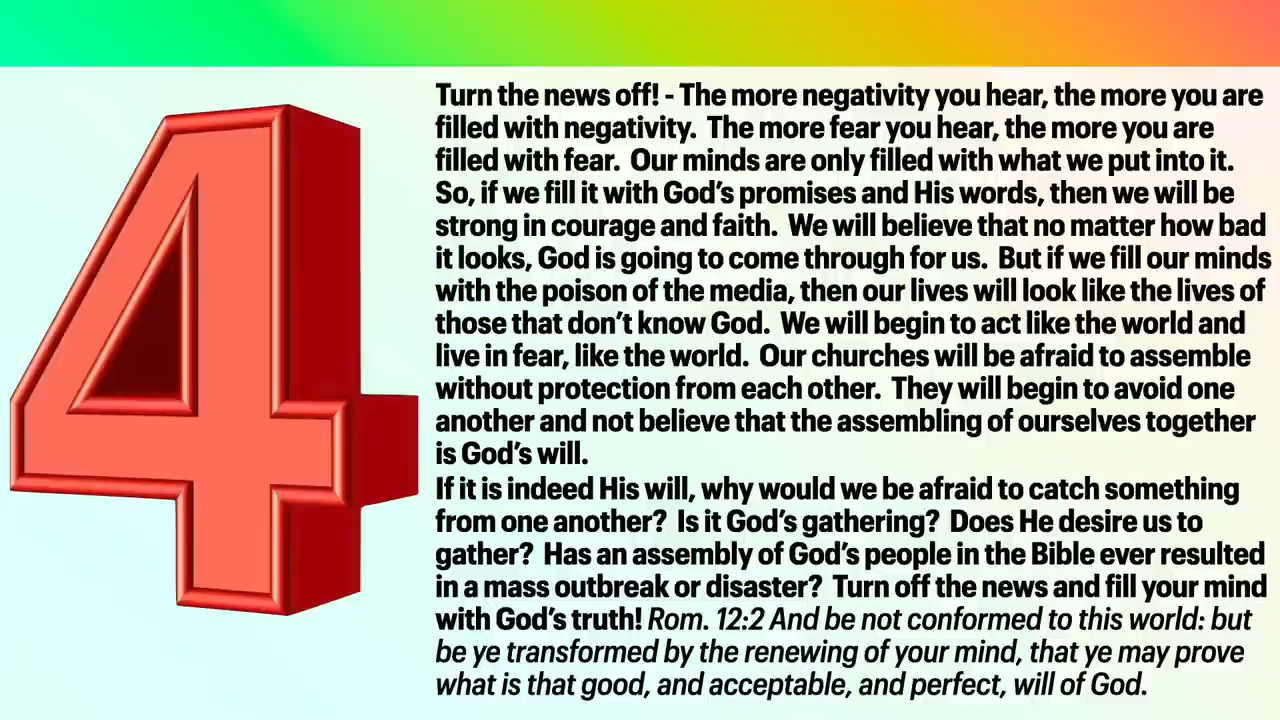 4
Turn the news off! - The more negativity you hear, the more you are
filled with negativity.  The more fear you hear, the more you are
filled with fear.  Our minds are only filled with what we put into it.
So, if we fill it with God’s promises and His words, then we will be
strong in courage and faith.  We will believe that no matter how bad
it looks, God is going to come through for us.  But if we fill our minds
with the poison of the media, then our lives will look like the lives of
those that don’t know God.  We will begin to act like the world and
live in fear, like the world.  Our churches will be afraid to assemble
without protection from each other.  They will begin to avoid one
another and not believe that the assembling of ourselves together
is God’s will.
If it is indeed His will, why would we be afraid to catch something
from one another?  Is it God’s gathering?  Does He desire us to
gather?  Has an assembly of God’s people in the Bible ever resulted
in a mass outbreak or disaster?  Turn off the news and fill your mind
with God’s truth! Rom. 12:2 And be not conformed to this world: but
be ye transformed by the renewing of your mind, that ye may prove
what is that good, and acceptable, and perfect, will of God.